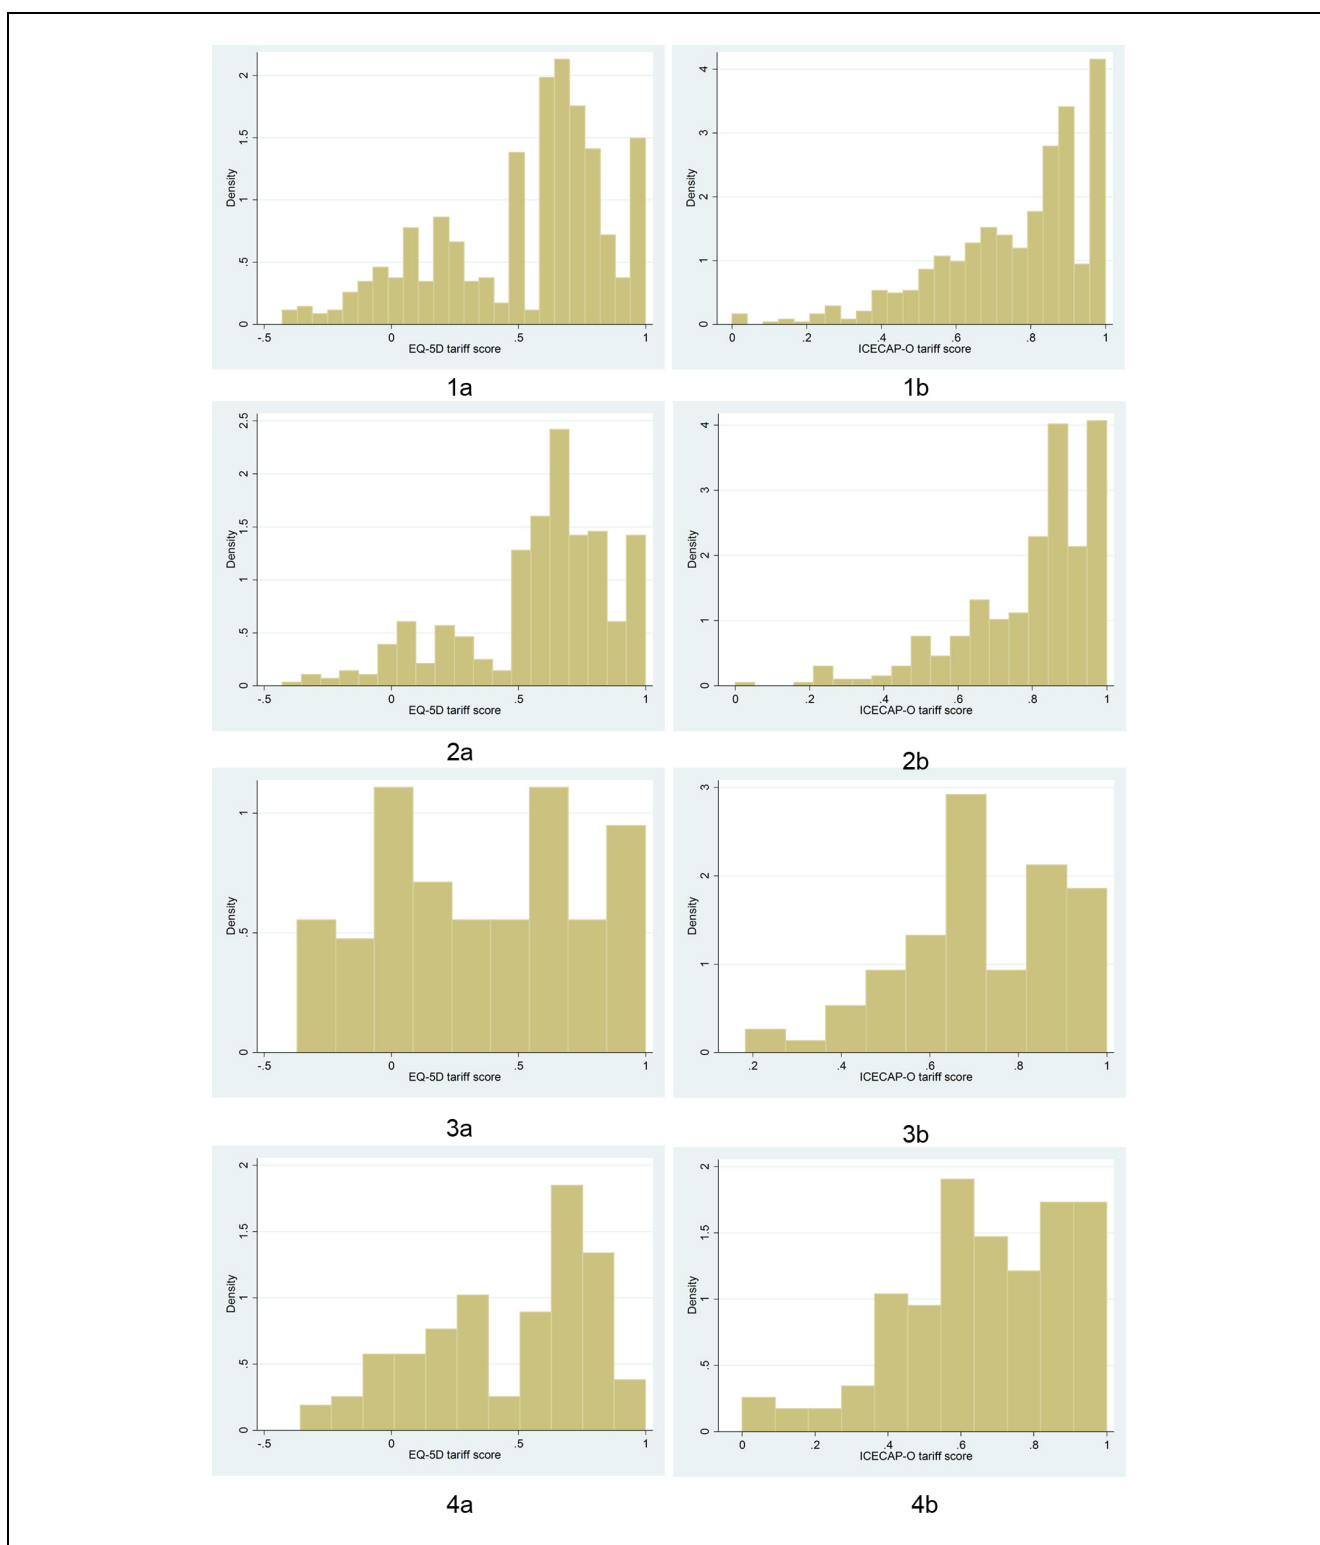 Density
0 .5 1 1.5 2
-.5 0 .5 1
EQ-5D tariff score
1a
Density
0 1 2 3 4
0 .2 .4 .6 .8 1
ICECAP-O tariff score
1b
Density
0 .5 1 1.5 2 2.5
-.5 0 .5 1
EQ-5D tariff score
2a
Density
0 1 2 3 4
0 .2 .4 .6 .8 1
ICECAP-O tariff score
2b
Density
0 .5 1
-.5 0 .5 1
EQ-5D tariff score
3a
Density
0 1 2 3
.2 .4 .6 .8 1
ICECAP-O tariff score
3b
Density
0 .5 1 1.5 2
-.5 0 .5 1
EQ-5D tariff score
4a
Density
0 .5 1 1.5 2
0 .2 .4 .6 .8 1
ICECAP-O tariff score
4b